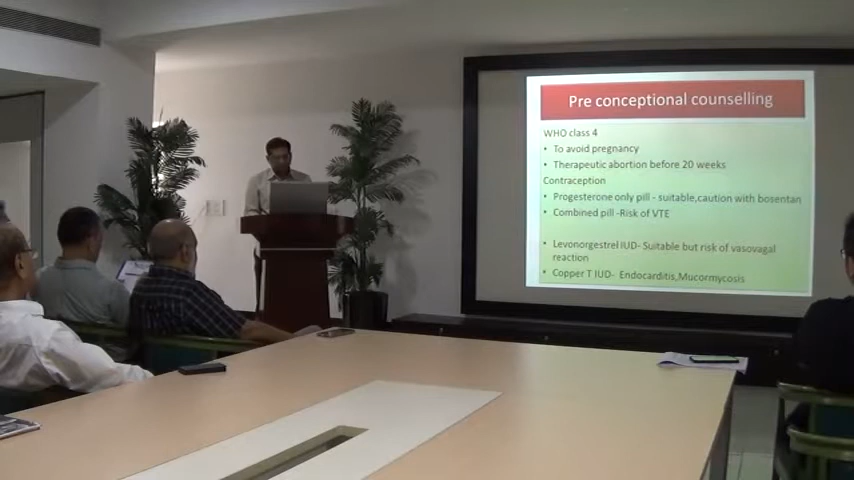 Pre conceptional counselling
WHO class 4
• To avoid pregnancy
• Therapeutic abortion before 20 weeks
Contraception
• Progesterone only pill - suitable,caution with bosentan
• Combined pill -Risk of VTE
• Levonorgestrel IUD- Suitable but risk of vasovagal
reaction
• Copper T IUD- Endocarditis,Mucormycosis